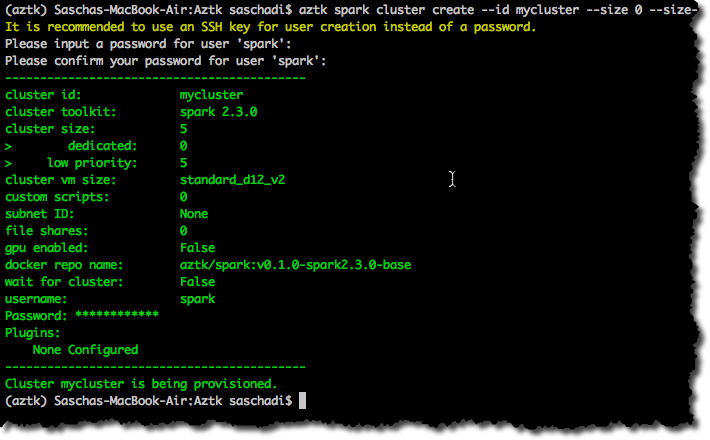 (aztk) Saschas-MacBook-Air:Aztk saschadi$ aztk spark cluster create --id mycluster --size 0 --size-
It is recommended to use an SSH key for user creation instead of a password.
Please input a password for user 'spark':
Please confirm your password for user 'spark':
-------------------------------------------
cluster id: mycluster
cluster toolkit: spark 2.3.0
cluster size: 5
> dedicated: 0
> low priority: 5
cluster vm size: standard_d12_v2
custom scripts: 0
subnet ID: None
file shares: 0
gpu enabled: False
docker repo name: aztk/spark:v0.1.0-spark2.3.0-base
wait for cluster: False
username: spark
Password: ************
Plugins:
None Configured
-------------------------------------------
Cluster mycluster is being provisioned.
(aztk) Saschas-MacBook-Air:Aztk saschadi$